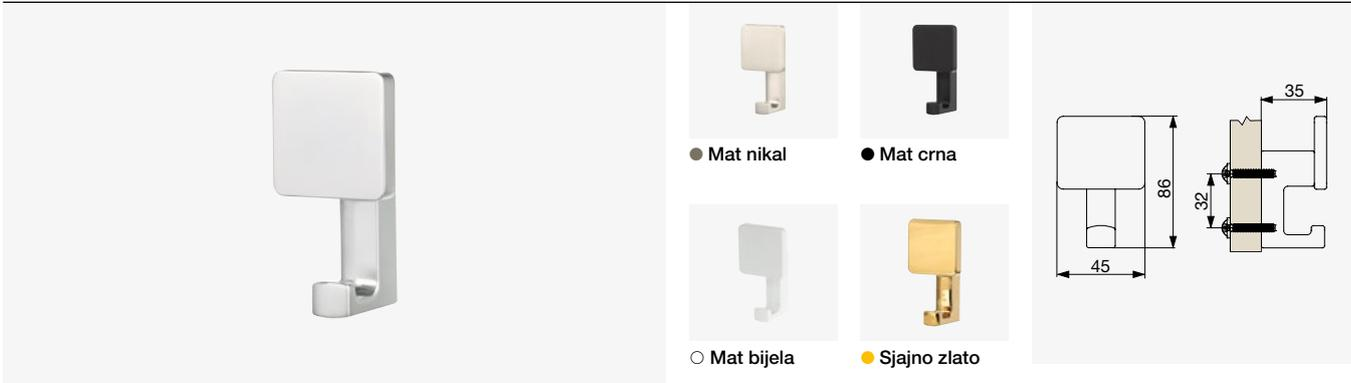 Mat nikal
Mat crna
Mat bijela
Sjajno zlato
35
86
32
45